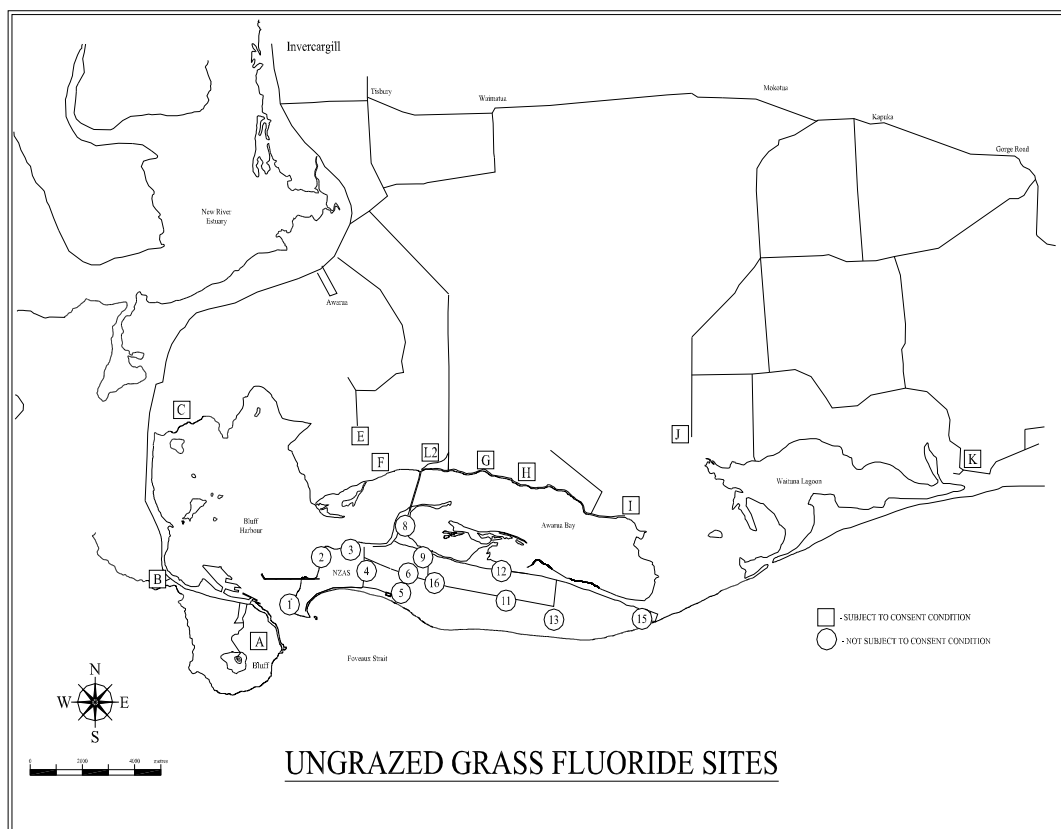 Invercargill
Tisbury
Waimatua
Mokotua
Kapuka
Gorge Road
New River
Estuary
Awarua
C
E
F
L2
G
H
I
J
K
Waituna Lagoon
Bluff
Harbour
Awarua Bay
8
2
3
NZAS
4
9
6
16
5
12
11
13
15
1
B
A
Bluff
Foveaux Strait
- SUBJECT TO CONSENT CONDITION
- NOT SUBJECT TO CONSENT CONDITION
N
W E
S
0 2000 4000 metres
UNGRAZED GRASS FLUORIDE SITES